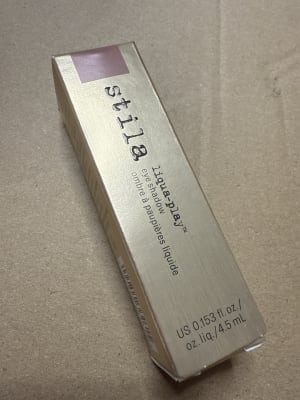 stila
liqua-play™
eye shadow
ombre à paupières liquide
US 0.153 fl.oz./
oz.liq./4.5 mL